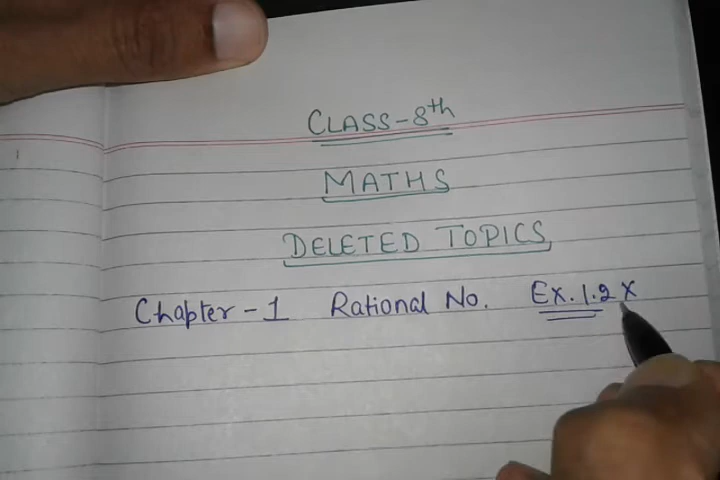 CLASS-8th
MATHS
DELETED TOPICS
Chapter-1 Rational No. Ex. 1.2 x